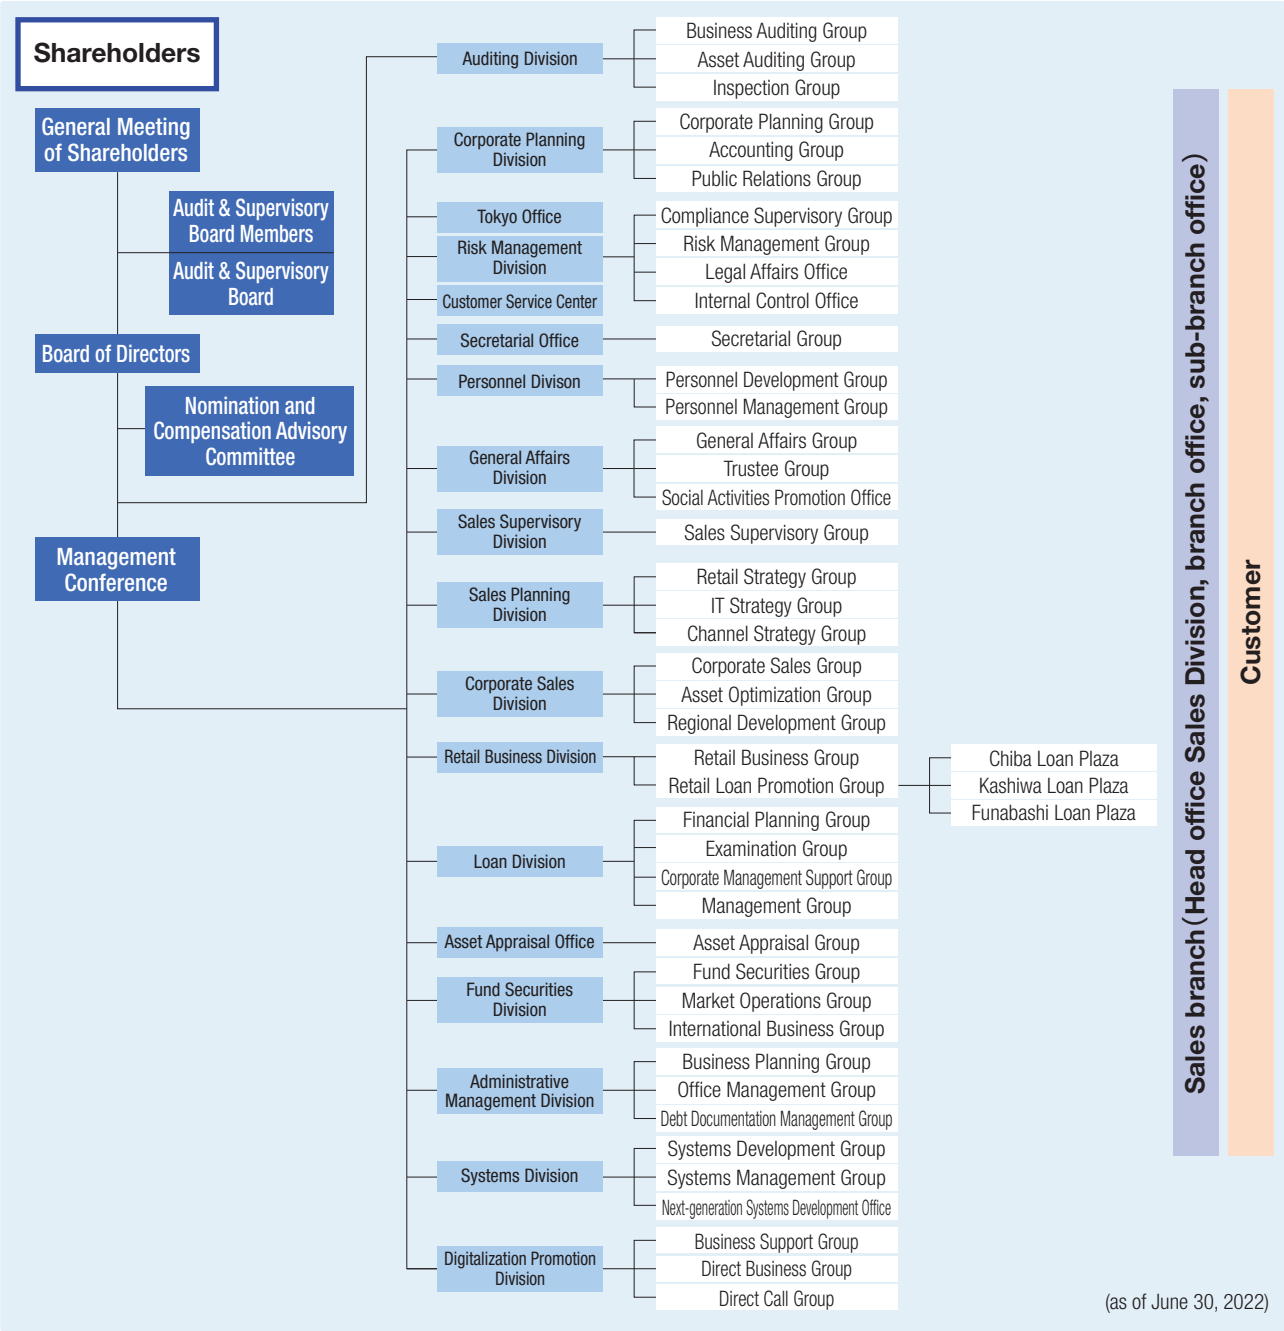 Shareholders
General Meeting
of Shareholders
Audit & Supervisory
Board Members
Audit & Supervisory
Board
Board of Directors
Nomination and
Compensation Advisory
Committee
Management
Conference
Auditing Division
Business Auditing Group
Asset Auditing Group
Inspection Group
Corporate Planning
Division
Corporate Planning Group
Accounting Group
Public Relations Group
Tokyo Office
Risk Management
Division
Compliance Supervisory Group
Risk Management Group
Legal Affairs Office
Internal Control Office
Customer Service Center
Secretarial Office
Secretarial Group
Personnel Divison
Personnel Development Group
Personnel Management Group
General Affairs
Division
General Affairs Group
Trustee Group
Social Activities Promotion Office
Sales Supervisory
Division
Sales Supervisory Group
Sales Planning
Division
Retail Strategy Group
IT Strategy Group
Channel Strategy Group
Corporate Sales
Division
Corporate Sales Group
Asset Optimization Group
Regional Development Group
Retail Business Division
Retail Business Group
Retail Loan Promotion Group
Chiba Loan Plaza
Kashiwa Loan Plaza
Funabashi Loan Plaza
Loan Division
Financial Planning Group
Examination Group
Corporate Management Support Group
Management Group
Asset Appraisal Office
Asset Appraisal Group
Fund Securities
Division
Fund Securities Group
Market Operations Group
International Business Group
Administrative
Management Division
Business Planning Group
Office Management Group
Debt Documentation Management Group
Systems Division
Systems Development Group
Systems Management Group
Next-generation Systems Development Office
Digitalization Promotion
Division
Business Support Group
Direct Business Group
Direct Call Group
Sales branch (Head office Sales Division, branch office, sub-branch office)
Customer
(as of June 30, 2022)